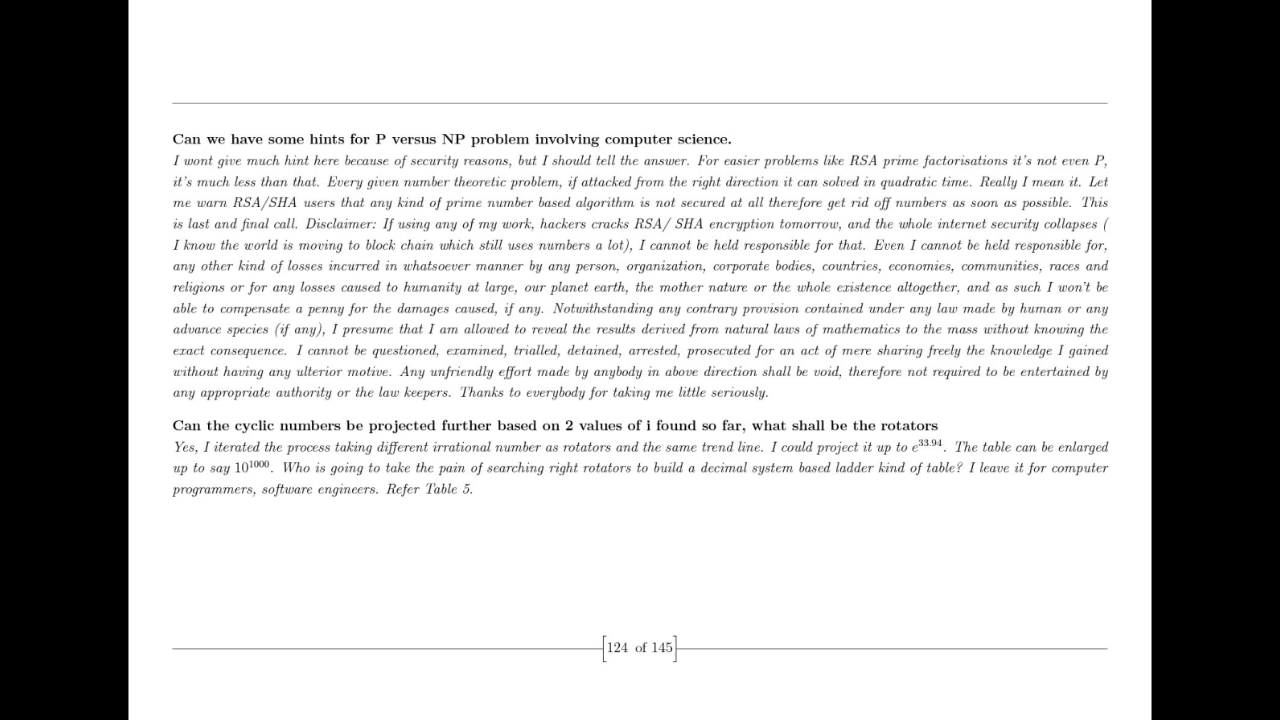 Can we have some hints for P versus NP problem involving computer science.
I wont give much hint here because of security reasons, but I should tell the answer. For easier problems like RSA prime factorisations it's not even P,
it's much less than that. Every given number theoretic problem, if attacked from the right direction it can solved in quadratic time. Really I mean it. Let
me warn RSA/SHA users that any kind of prime number based algorithm is not secured at all therefore get rid off numbers as soon as possible. This
is last and final call. Disclaimer: If using any of my work, hackers cracks RSA/ SHA encryption tomorrow, and the whole internet security collapses (
I know the world is moving to block chain which still uses numbers a lot), I cannot be held responsible for that. Even I cannot be held responsible for,
any other kind of losses incurred in whatsoever manner by any person, organization, corporate bodies, countries, economies, communities, races and
religions or for any losses caused to humanity at large, our planet earth, the mother nature or the whole existence altogether, and as such I won't be
able to compensate a penny for the damages caused, if any. Notwithstanding any contrary provision contained under any law made by human or any
advance species (if any), I presume that I am allowed to reveal the results derived from natural laws of mathematics to the mass without knowing the
exact consequence. I cannot be questioned, examined, trialled, detained, arrested, prosecuted for an act of mere sharing freely the knowledge I gained
without having any ulterior motive. Any unfriendly effort made by anybody in above direction shall be void, therefore not required to be entertained by
any appropriate authority or the law keepers. Thanks to everybody for taking me little seriously.
Can the cyclic numbers be projected further based on 2 values of i found so far, what shall be the rotators
Yes, I iterated the process taking different irrational number as rotators and the same trend line. I could project it up to e^33.94. The table can be enlarged
up to say 10^1000. Who is going to take the pain of searching right rotators to build a decimal system based ladder kind of table? I leave it for computer
programmers, software engineers. Refer Table 5.
[124 of 145]